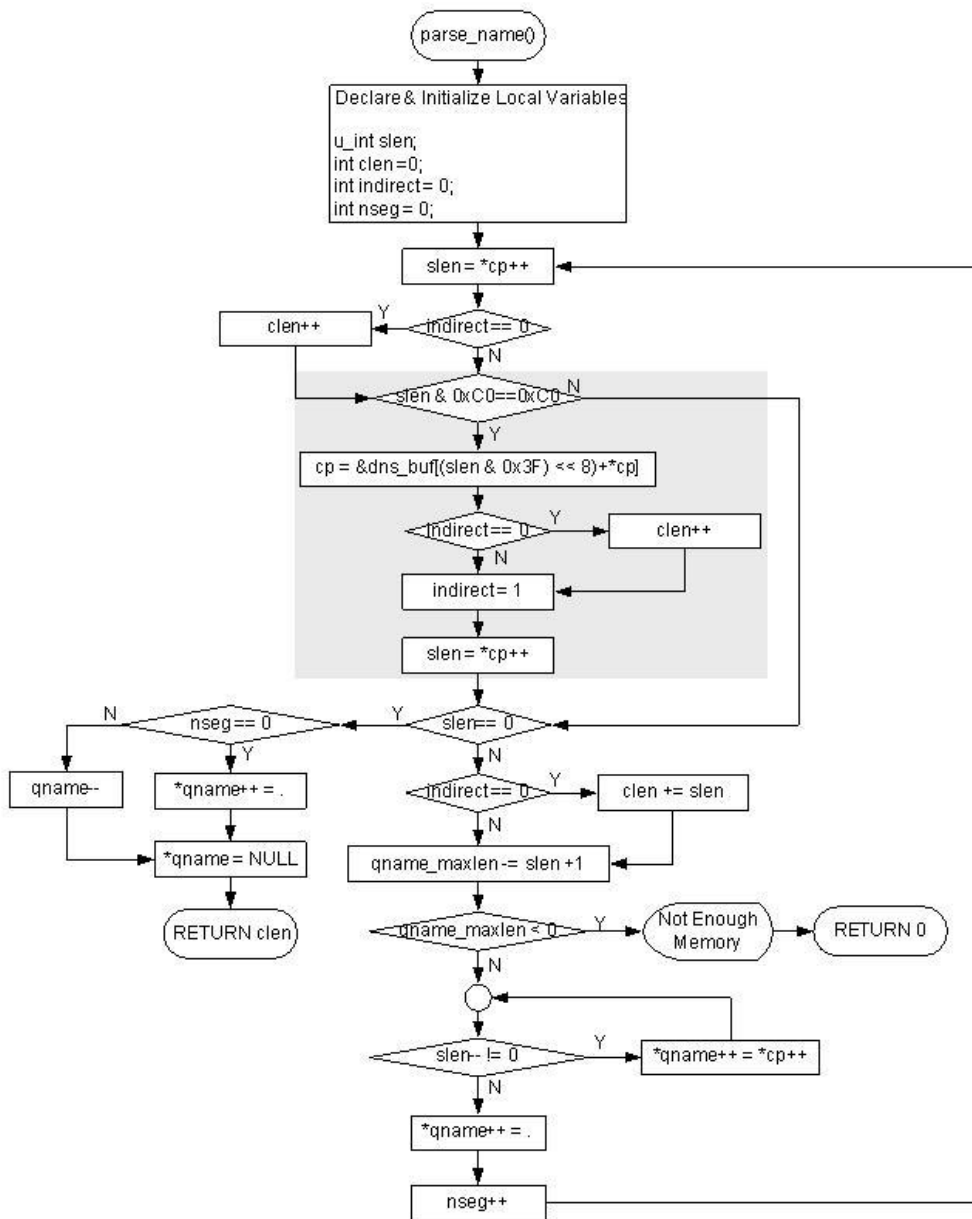 parse_name()
Declare & Initialize Local Variables
u_int slen;
int clen =0;
int indirect = 0;
int nseg = 0;
slen = *cp++
indirect == 0
Y
clen++
N
slen & 0xC0==0xC0
N
Y
cp = &dns_buf[(slen & 0x3F) << 8)+*cp]
indirect == 0
Y
clen++
N
indirect = 1
slen = *cp++
slen == 0
Y
nseg == 0
N
Y
qname--
*qname++ = .
*qname = NULL
RETURN clen
N
indirect == 0
Y
clen += slen
N
qname_maxlen -= slen +1
qname_maxlen < 0
Y
Not Enough
Memory
RETURN 0
N
slen-- != 0
Y
*qname++ = *cp++
N
*qname++ = .
nseg++